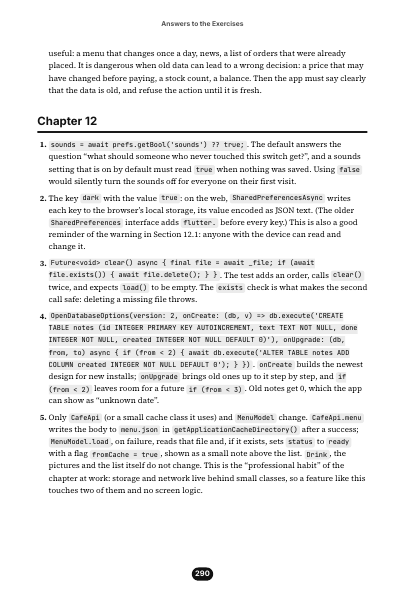 Answers to the Exercises
useful: a menu that changes once a day, news, a list of orders that were already
placed. It is dangerous when old data can lead to a wrong decision: a price that may
have changed before paying, a stock count, a balance. Then the app must say clearly
that the data is old, and refuse the action until it is fresh.
Chapter 12
1. sounds = await prefs.getBool('sounds') ?? true; . The default answers the
question “what should someone who never touched this switch get?”, and a sounds
setting that is on by default must read true when nothing was saved. Using false
would silently turn the sounds off for everyone on their first visit.
2. The key dark with the value true ; on the web, SharedPreferencesAsync writes
each key to the browser’s local storage, its value encoded as JSON text. (The older
SharedPreferences interface adds flutter. before every key.) This is also a good
reminder of the warning in Section 12.1: anyone with the device can read and
change it.
3. Future<void> clear() async { final file = await _file; if (await
file.exists()) { await file.delete(); } } . The test adds an order, calls clear()
twice, and expects load() to be empty. The exists check is what makes the second
call safe: deleting a missing file throws.
4. OpenDatabaseOptions(version: 2, onCreate: (db, v) => db.execute('CREATE
TABLE notes (id INTEGER PRIMARY KEY AUTOINCREMENT, text TEXT NOT NULL, done
INTEGER NOT NULL, created INTEGER NOT NULL DEFAULT 0)'), onUpgrade: (db,
from, to) async { if (from < 2) { await db.execute('ALTER TABLE notes ADD
COLUMN created INTEGER NOT NULL DEFAULT 0'); } }) . onCreate builds the newest
design for new installs; onUpgrade brings old ones up to it step by step, and if
(from < 2) leaves room for a future if (from < 3) . Old notes get 0, which the app
can show as “unknown date”.
5. Only CafeApi (or a small cache class it uses) and MenuModel change. CafeApi.menu
writes the body to menu.json in getApplicationCacheDirectory() after a success;
MenuModel.load , on failure, reads that file and, if it exists, sets status to ready
with a flag fromCache = true , shown as a small note above the list. Drink , the
pictures and the list itself do not change. This is the “professional habit” of the
chapter at work: storage and network live behind small classes, so a feature like this
touches two of them and no screen logic.
290